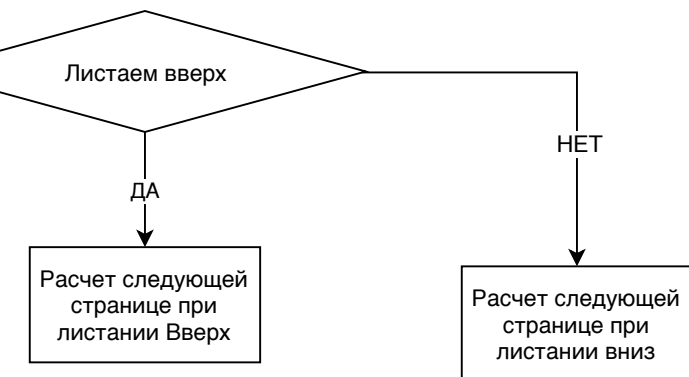 Листаем вверх
НЕТ
ДА
Расчет следующей
странице при
листании Вверх
Расчет следующей
странице при
листании вниз